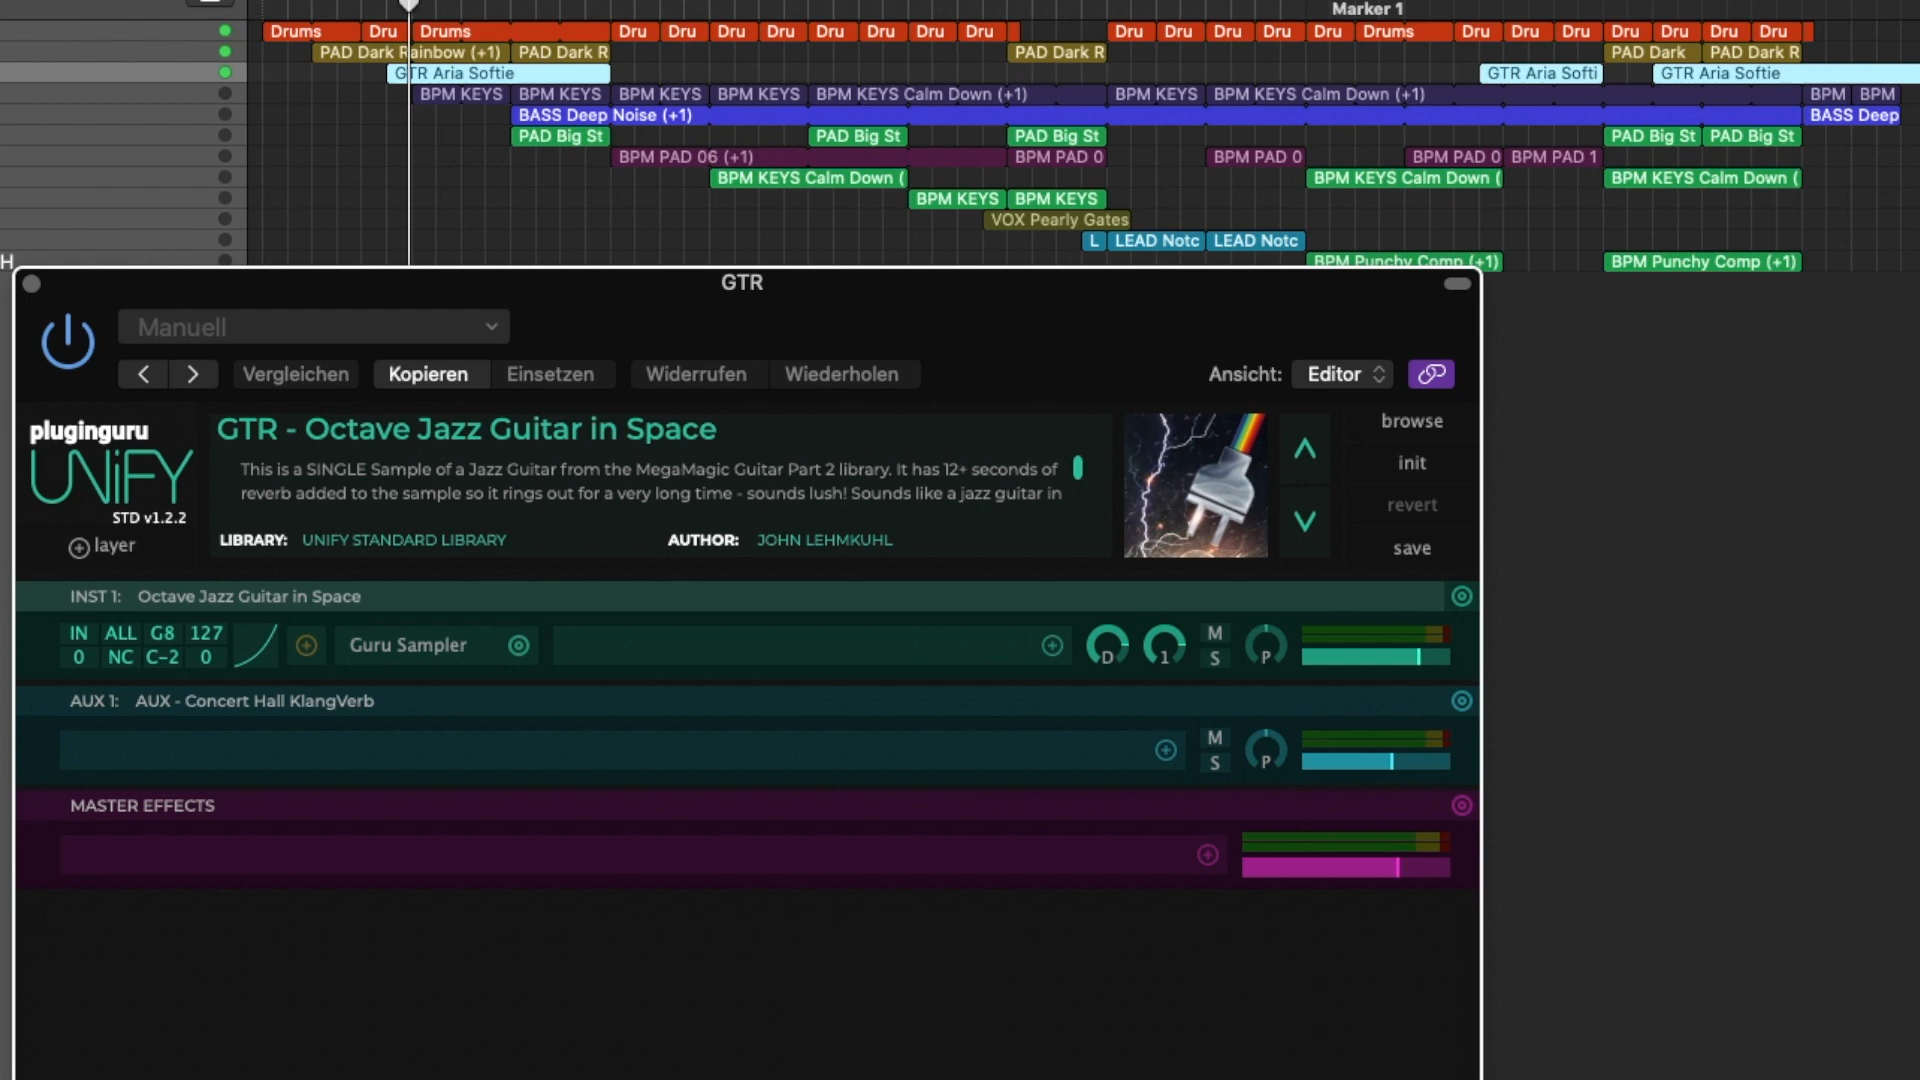 Marker 1
Drums Dru Drums Dru Dru Dru Dru Dru Dru Dru Dru Dru Dru Dru Dru Dru Drums Dru Dru Dru Dru Dru Dru Dru
PAD Dark Rainbow (+1) PAD Dark R PAD Dark R PAD Dark PAD Dark R
GTR Aria Softie GTR Aria Softi GTR Aria Softie
BPM KEYS BPM KEYS BPM KEYS BPM KEYS BPM KEYS Calm Down (+1) BPM KEYS BPM KEYS Calm Down (+1) BPM BPM
BASS Deep Noise (+1) BASS Deep
PAD Big St PAD Big St PAD Big St PAD Big St PAD Big St
BPM PAD 06 (+1) BPM PAD 0 BPM PAD 0 BPM PAD 0 BPM PAD 1
BPM KEYS Calm Down ( BPM KEYS Calm Down ( BPM KEYS Calm Down (
BPM KEYS BPM KEYS
VOX Pearly Gates
L LEAD Notc LEAD Notc
H BPM Punchy Comp (+1) BPM Punchy Comp (+1)
GTR
Manuell
Vergleichen Kopieren Einsetzen Widerrufen Wiederholen Ansicht: Editor
pluginguru
UNIFY
STD v1.2.2
layer
GTR - Octave Jazz Guitar in Space
This is a SINGLE Sample of a Jazz Guitar from the MegaMagic Guitar Part 2 library. It has 12+ seconds of
reverb added to the sample so it rings out for a very long time - sounds lush! Sounds like a jazz guitar in
LIBRARY: UNIFY STANDARD LIBRARY AUTHOR: JOHN LEHMKUHL
browse
init
revert
save
INST 1: Octave Jazz Guitar in Space
IN ALL G8 127
0 NC C-2 0
Guru Sampler
D 1 M S P
AUX 1: AUX - Concert Hall KlangVerb
M S P
MASTER EFFECTS